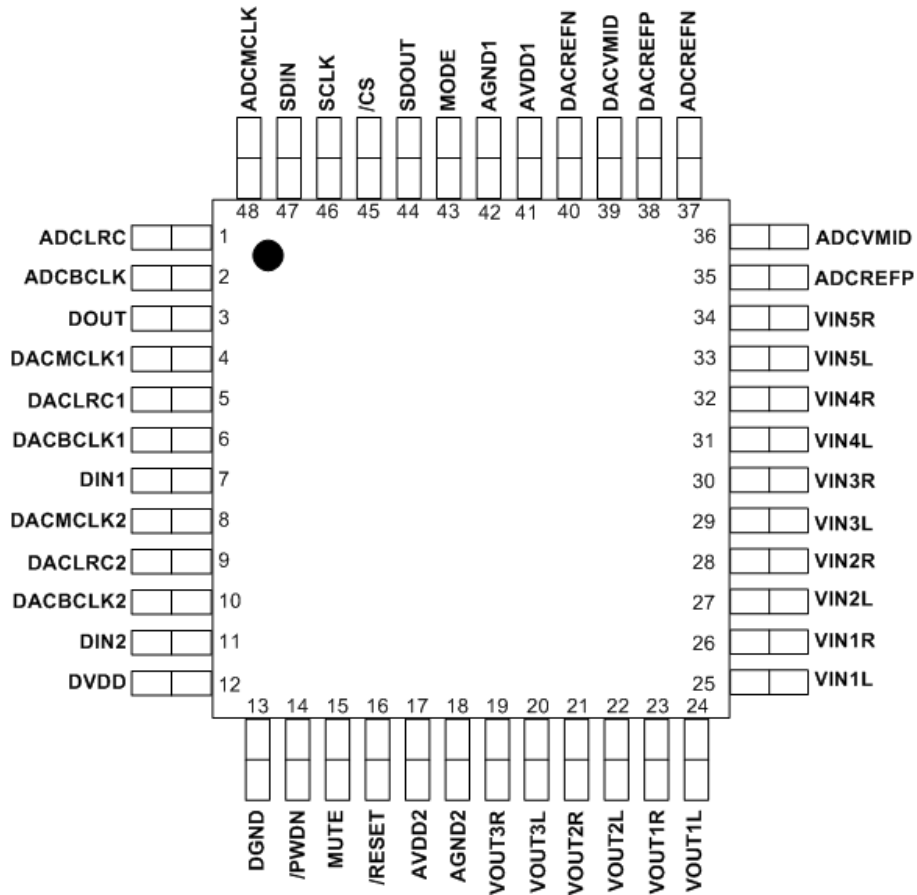 ADCMCLK
SDIN
SCLK
/CS
SDOUT
MODE
AGND1
AVDD1
DACREFN
DACVMID
DACREFP
ADCREFN
48 47 46 45 44 43 42 41 40 39 38 37
ADCLRC 1 36 ADCVMID
ADCBCLK 2 35 ADCREFP
DOUT 3 34 VIN5R
DACMCLK1 4 33 VIN5L
DACLRC1 5 32 VIN4R
DACBCLK1 6 31 VIN4L
DIN1 7 30 VIN3R
DACMCLK2 8 29 VIN3L
DACLRC2 9 28 VIN2R
DACBCLK2 10 27 VIN2L
DIN2 11 26 VIN1R
DVDD 12 25 VIN1L
13 14 15 16 17 18 19 20 21 22 23 24
DGND
/PWDN
MUTE
/RESET
AVDD2
AGND2
VOUT3R
VOUT3L
VOUT2R
VOUT2L
VOUT1R
VOUT1L